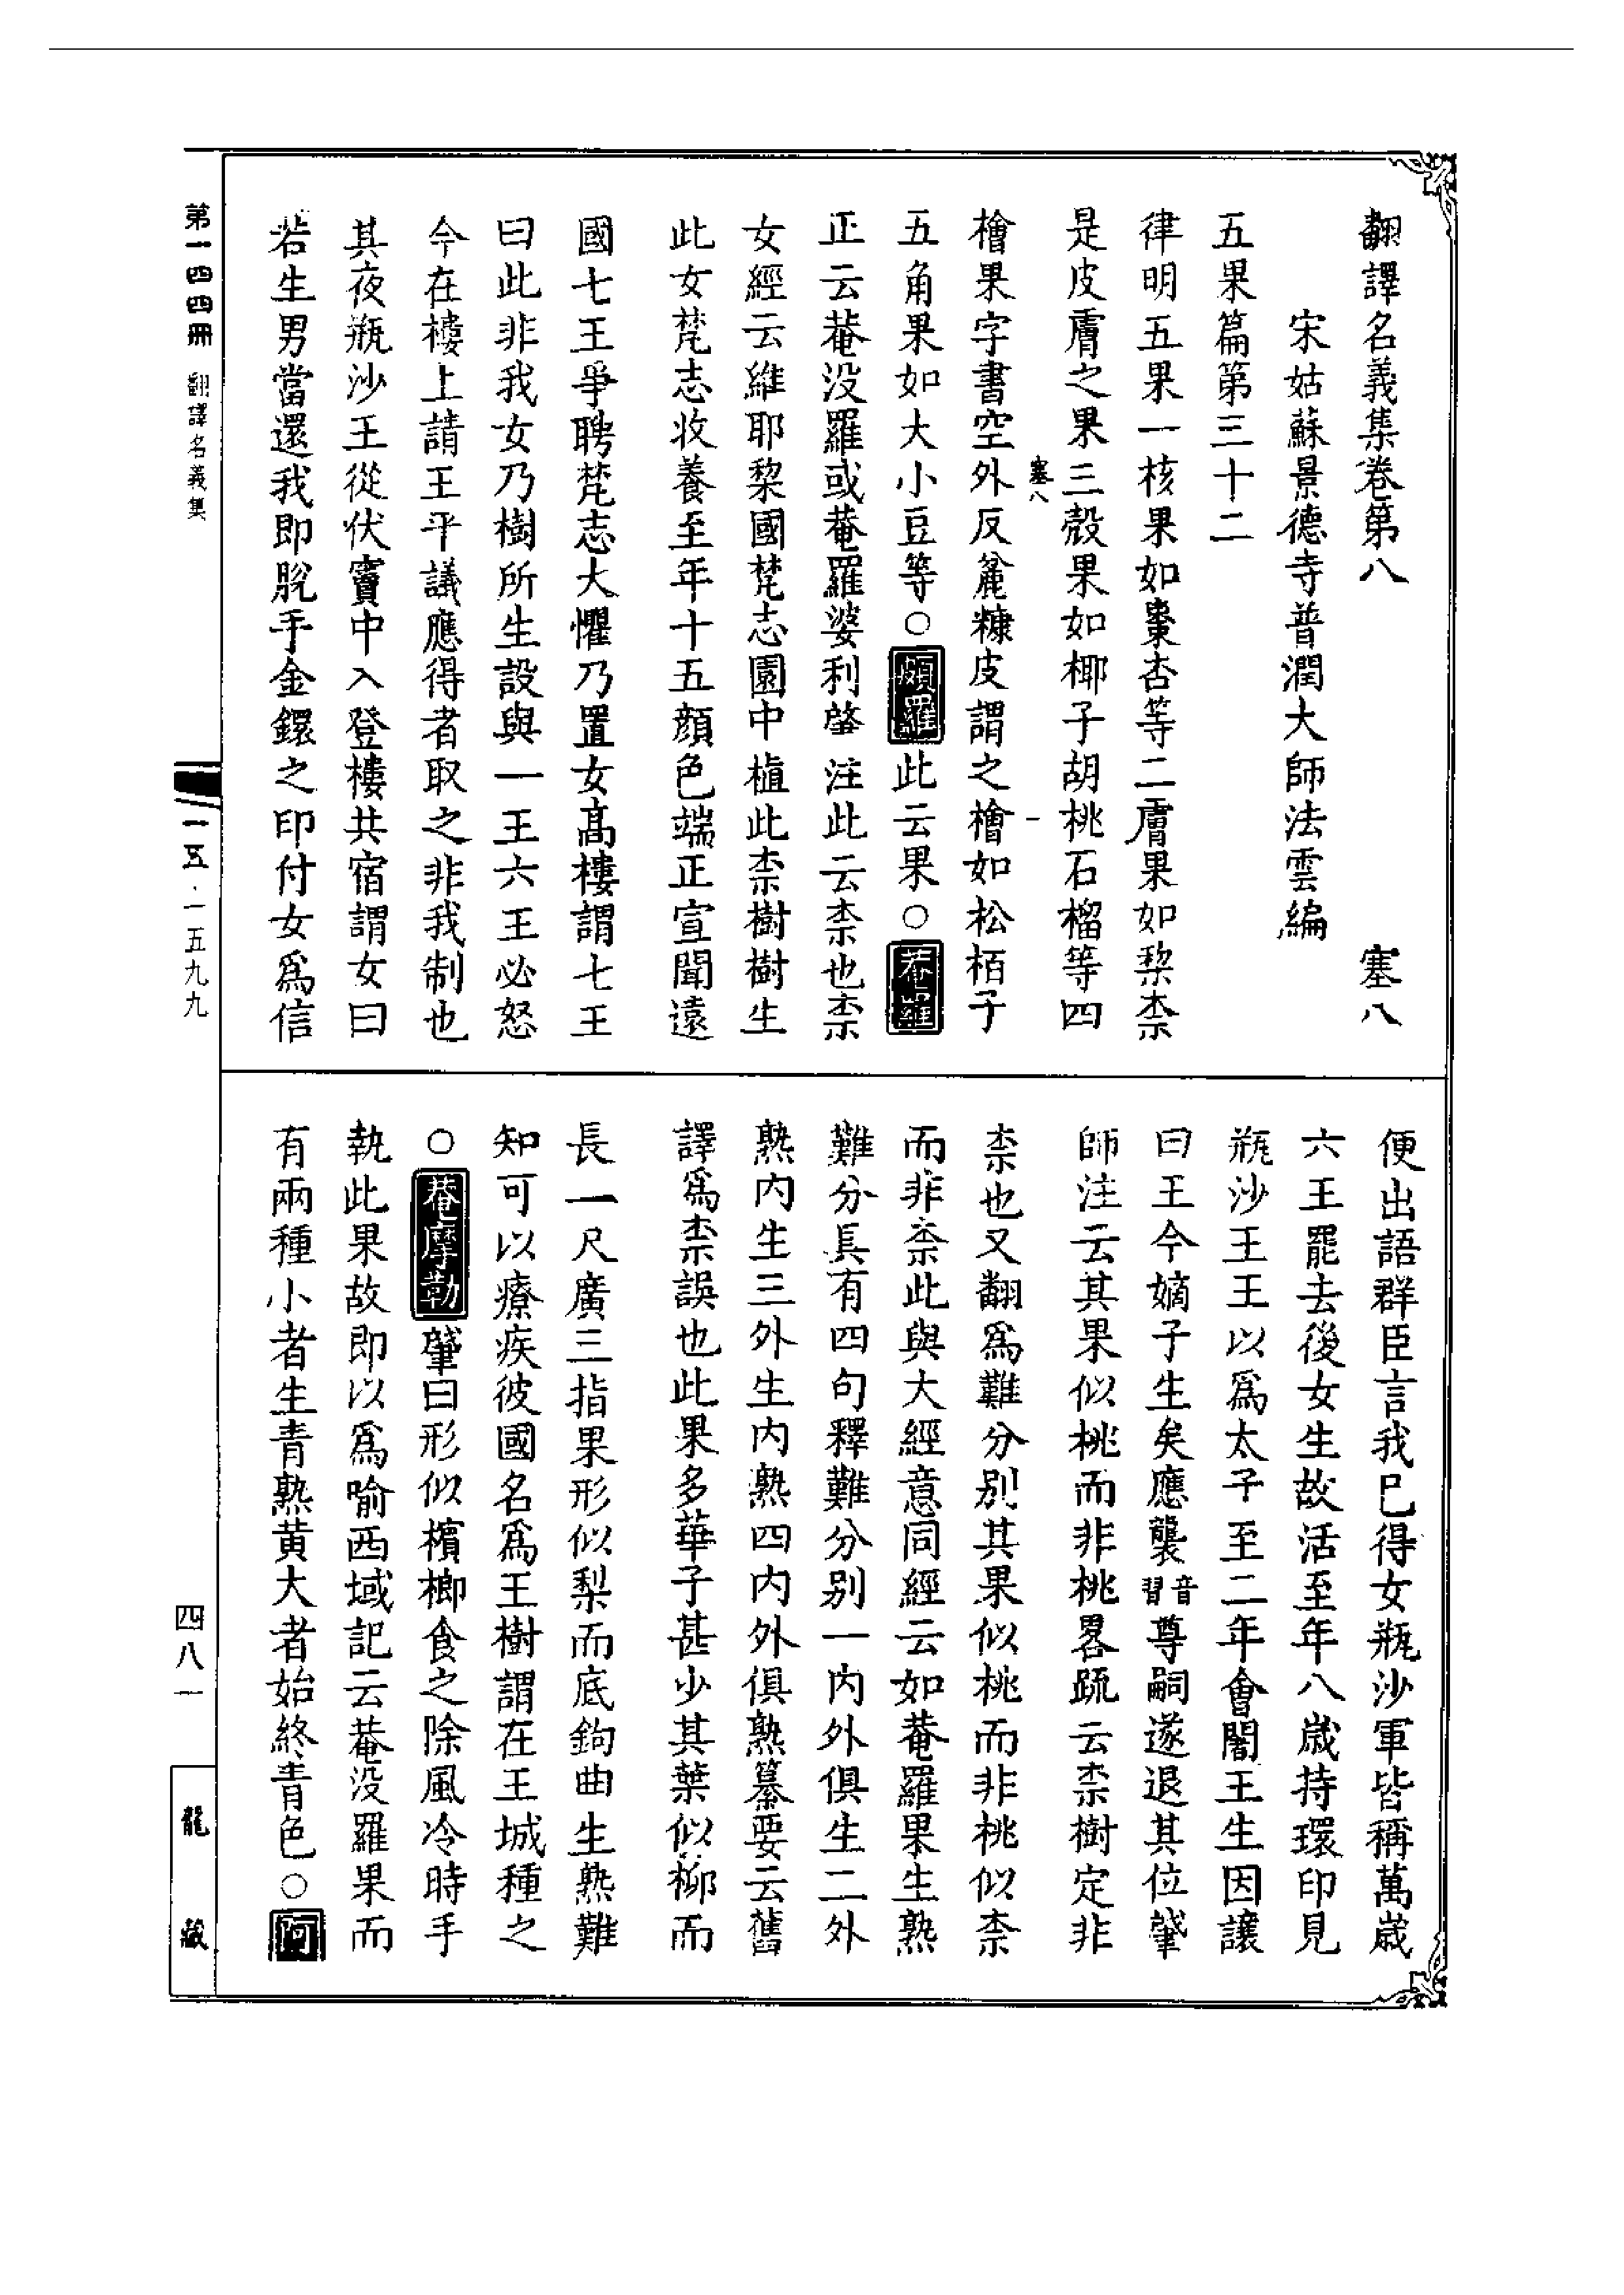 翻譯名義集卷第八　塞八
宋姑蘇景德寺普潤大師法雲編
五果篇第三十二
律明五果一核果如棗杏等二膚果如梨柰
是皮膚之果三殼果如椰子胡桃石榴等四
塞八　一
檜果字書空外反麄糠皮謂之檜如松栢子
五角果如大小豆等○頗羅此云果○菴羅
正云菴没羅或菴羅婆利肇注此云柰也柰
女經云維耶黎國梵志園中植此柰樹樹生
此女梵志收養至年十五顔色端正宣聞遠
國七王爭聘梵志大懼乃置女高樓謂七王
曰此非我女乃樹所生設與一王六王必怒
今在樓上請王平議應得者取之非我制也
其夜瓶沙王從伏竇中入登樓共宿謂女曰
若生男當還我即脫手金鐶之印付女爲信
便出語群臣言我已得女瓶沙軍皆稱萬歲
六王罷去後女生故活至年八歲持環印見
瓶沙王王以爲太子至二年會闍王生因讓
曰王今嫡子生矣應襲音習尊嗣遂退其位肇
師注云其果似桃而非桃畧疏云柰樹定非
柰也又翻爲難分別其果似桃而非桃似柰
而非柰此與大經意同經云如菴羅果生熟
難分具有四句釋難分別一內外俱生二外
熟內生三外生內熟四內外俱熟纂要云舊
譯爲柰誤也此果多華子甚少其葉似柳而
長一尺廣三指果形似梨而底鉤曲生熟難
知可以療疾彼國名爲王樹謂在王城種之
○菴摩勒肇曰形似檳榔食之除風冷時手
執此果故即以爲喻西域記云菴没羅果而
有兩種小者生青熟黄大者始終青色○阿
第一四四冊　翻譯名義集
一五·一五九九
四八一
龍藏